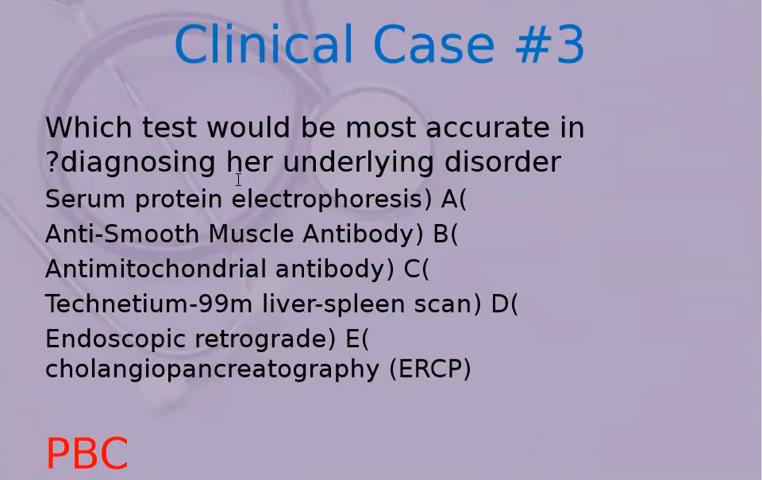 Clinical Case #3
Which test would be most accurate in
?diagnosing her underlying disorder
Serum protein electrophoresis) A(
Anti-Smooth Muscle Antibody) B(
Antimitochondrial antibody) C(
Technetium-99m liver-spleen scan) D(
Endoscopic retrograde) E(
cholangiopancreatography (ERCP)
PBC